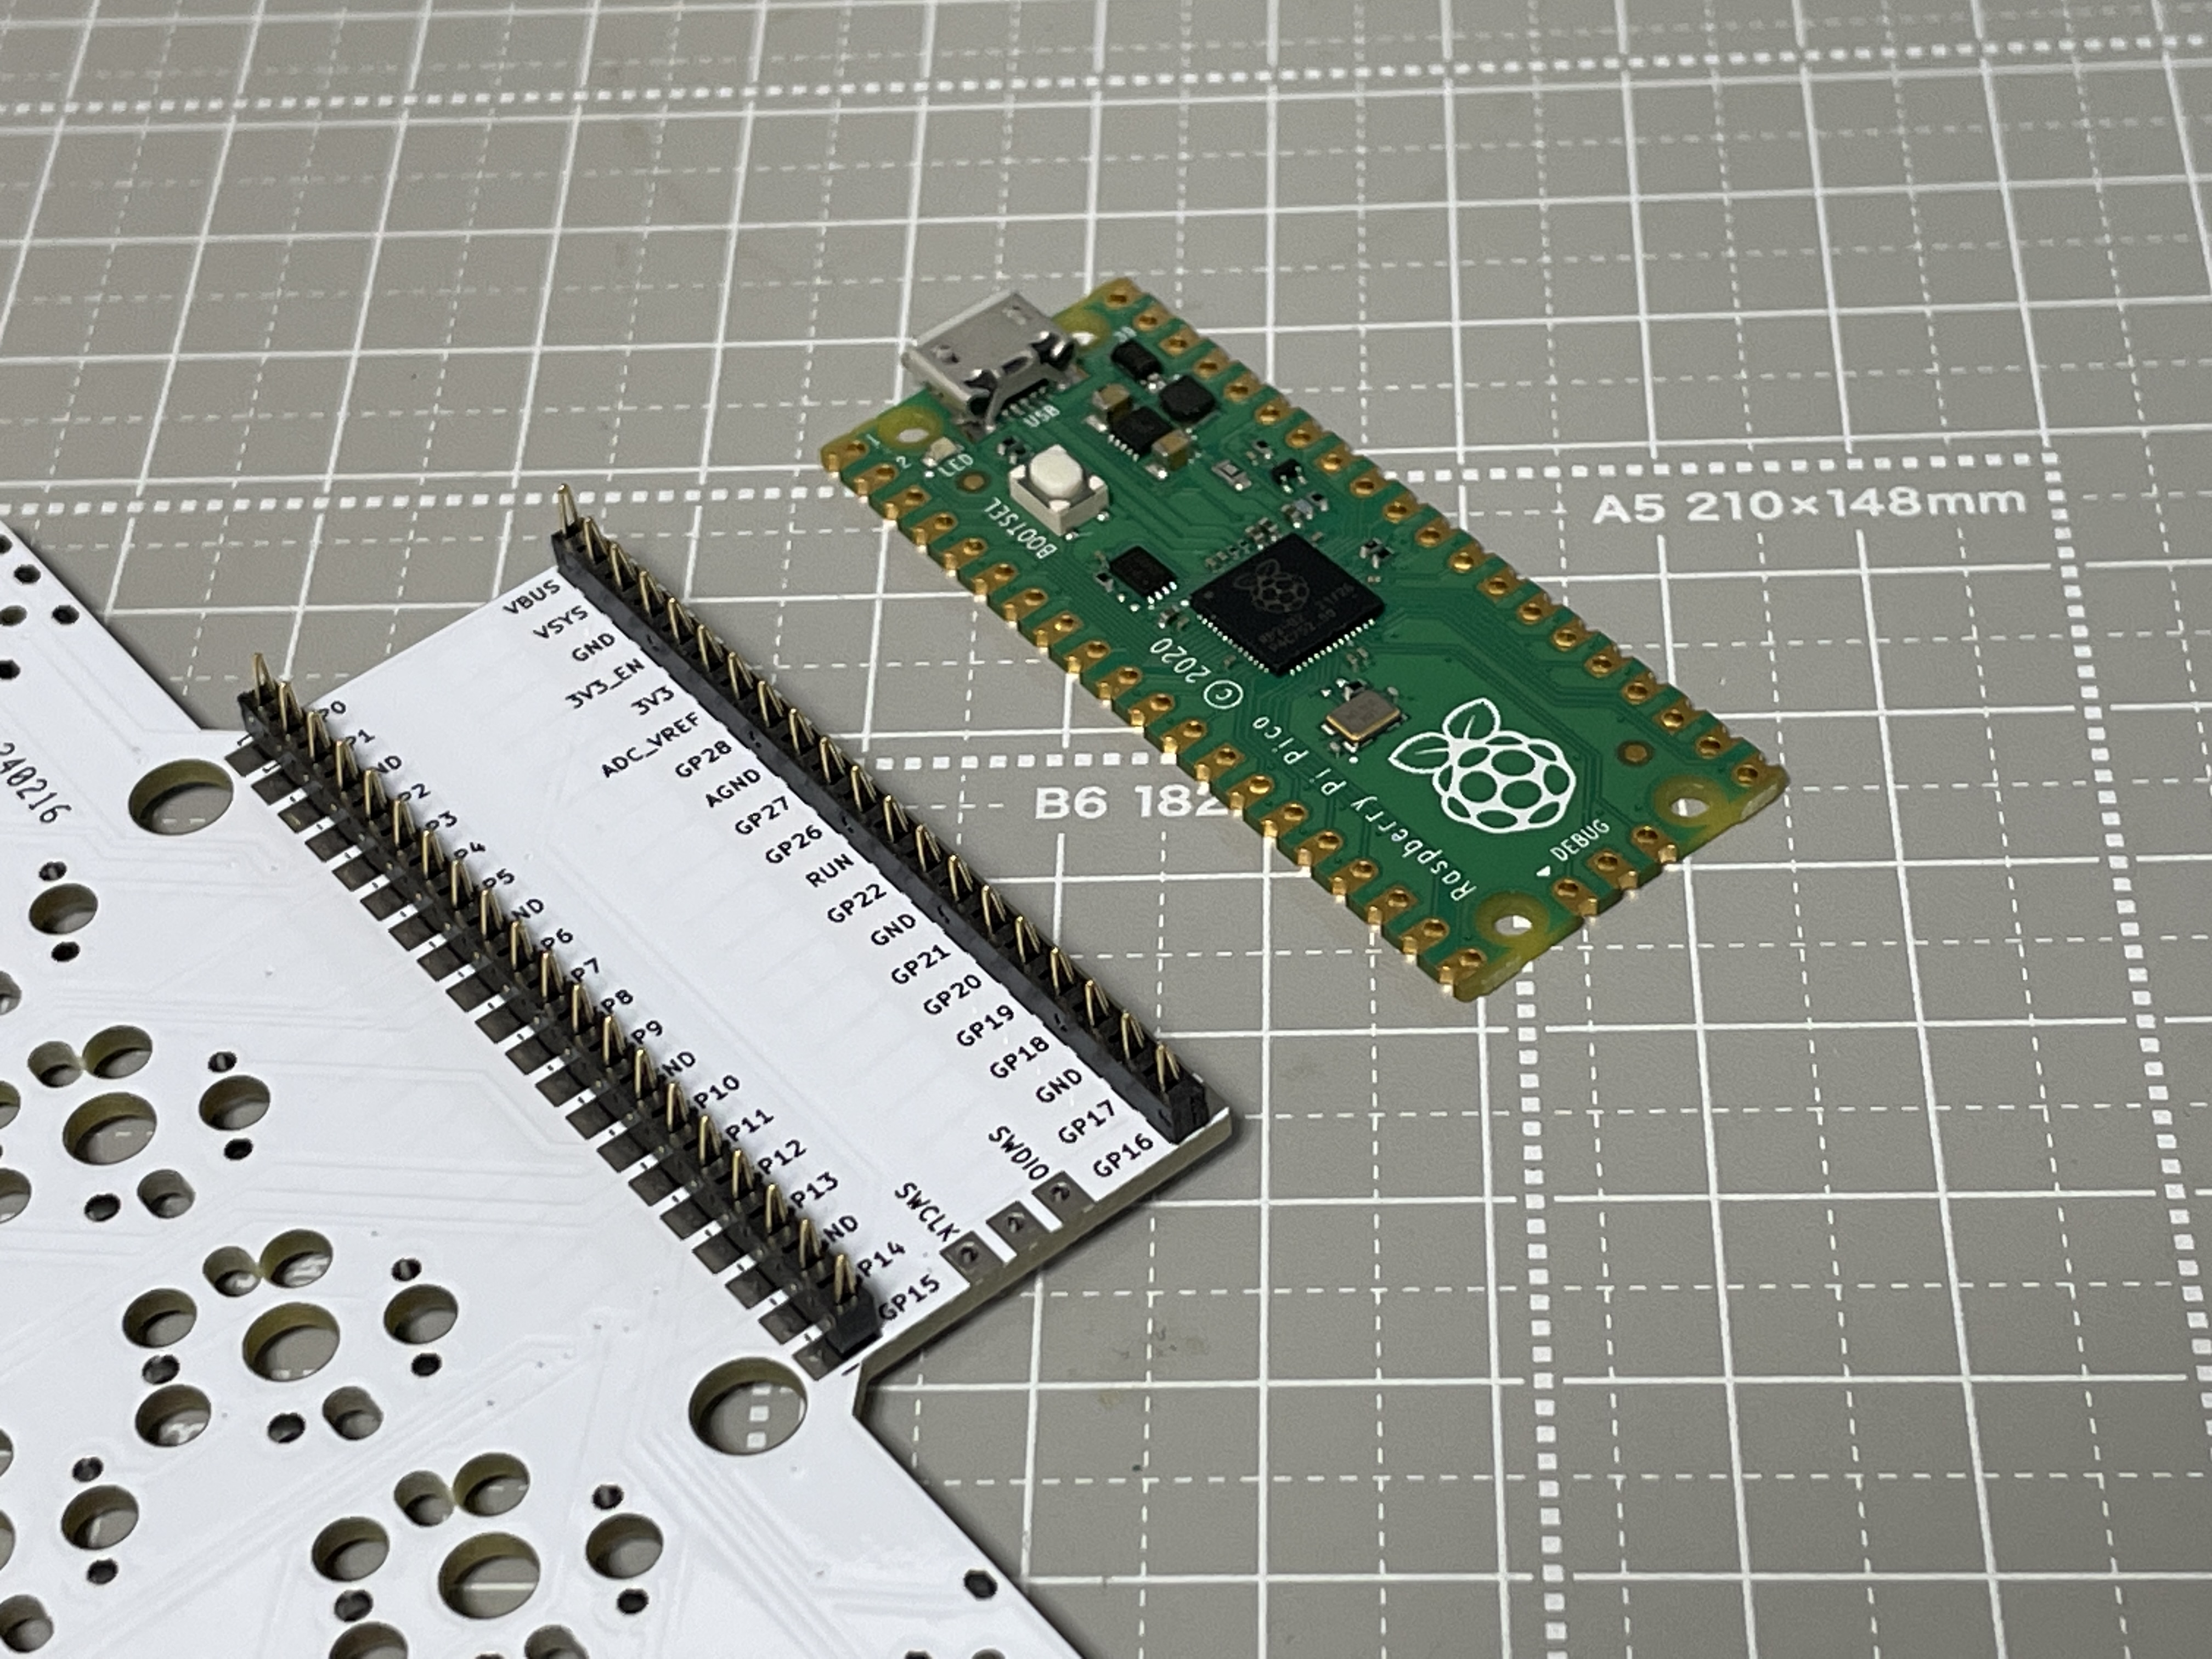 A5 210×148mm
B6 182
USB
1
2
LED
BOOTSEL
Raspberry Pi Pico © 2020
DEBUG
VBUS
VSYS
GND
3V3_EN
3V3
ADC_VREF
GP28
AGND
GP27
GP26
RUN
GP22
GND
GP21
GP20
GP19
GP18
GND
GP17
GP16
SWDIO
SWCLK
P0
P1
ND
P2
P3
P4
P5
ND
P6
P7
P8
P9
GND
P10
P11
P12
P13
GND
P14
GP15
240216